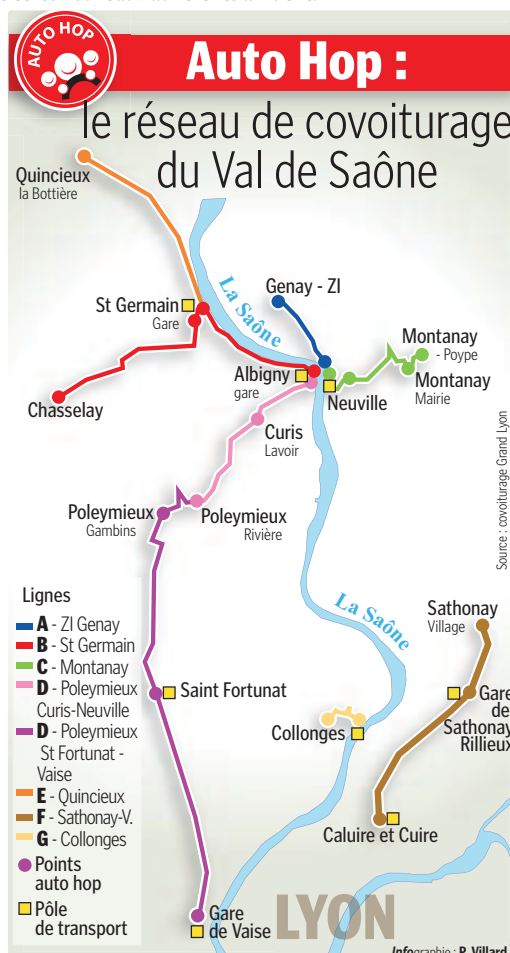 AUTO HOP
Auto Hop :
le réseau de covoiturage
du Val de Saône
Quincieux
la Bottière
La Saône
Genay - ZI
St Germain
Gare
Montanay
- Poype
Albigny
gare
Neuville
Montanay
Mairie
Chasselay
Curis
Lavoir
Source : covoiturage Grand Lyon
Poleymieux
Gambins
Poleymieux
Rivière
Lignes
A - ZI Genay
B - St Germain
C - Montanay
D - Poleymieux
Curis-Neuville
D - Poleymieux
St Fortunat -
Vaise
E - Quincieux
F - Sathonay-V.
G - Collonges
Points
auto hop
Pôle
de transport
La Saône
Sathonay
Village
Saint Fortunat
Gare
de
Sathonay
Rillieux
Collonges
Caluire et Cuire
Gare
de Vaise
LYON
Infographie : P. Villard